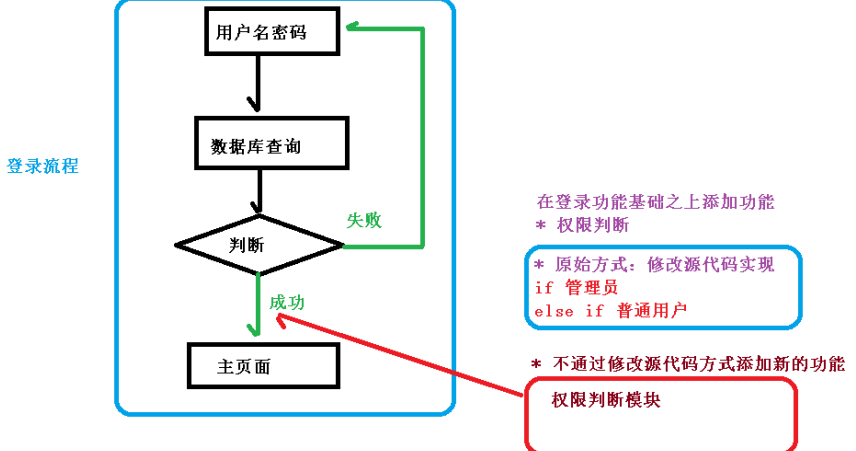 用户名密码
数据库查询
登录流程
失败
判断
成功
主页面
在登录功能基础之上添加功能
* 权限判断
* 原始方式：修改源代码实现
if 管理员
else if 普通用户
* 不通过修改源代码方式添加新的功能
权限判断模块